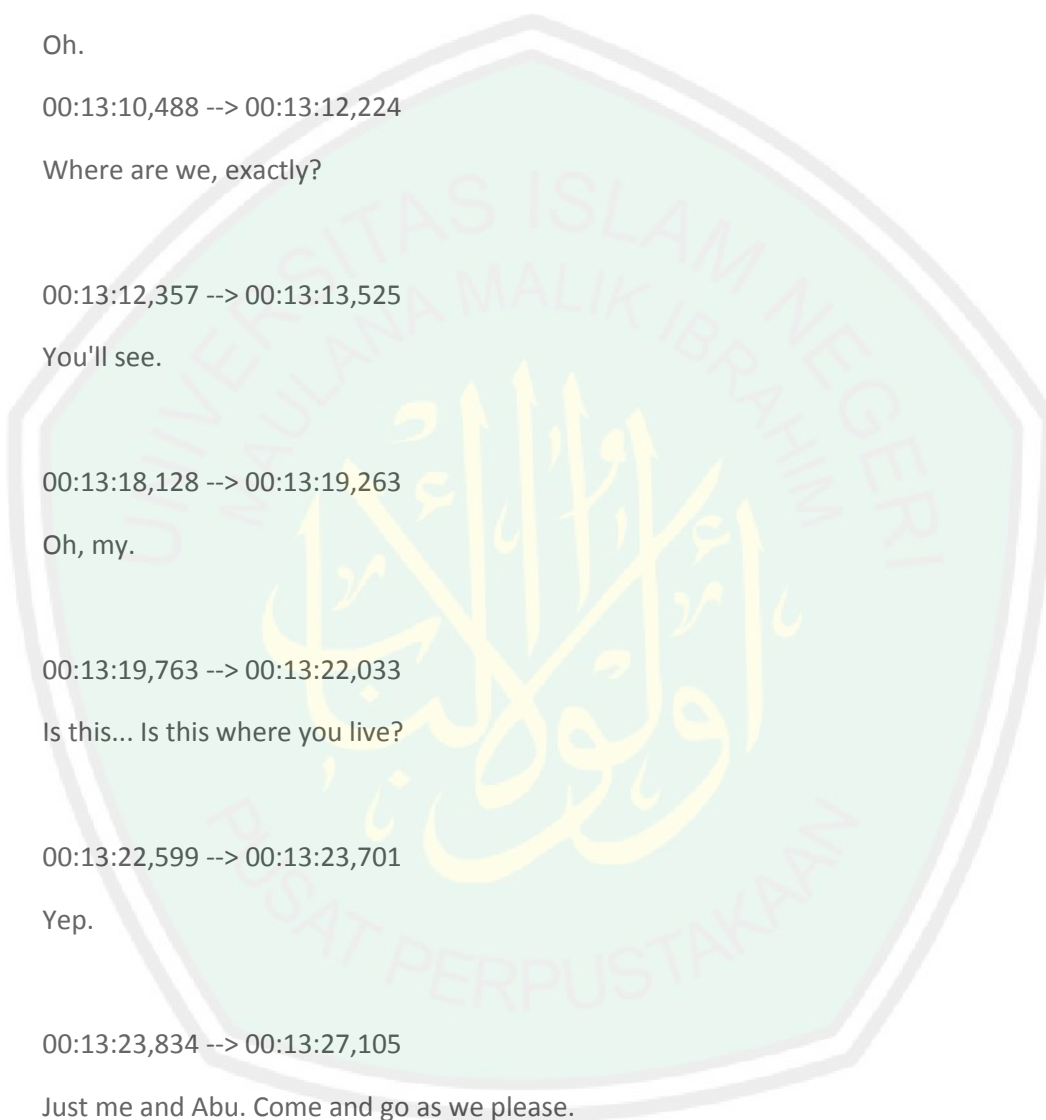 Oh.
00:13:10,488 --> 00:13:12,224
Where are we, exactly?
00:13:12,357 --> 00:13:13,525
You'll see.
00:13:18,128 --> 00:13:19,263
Oh, my.
00:13:19,763 --> 00:13:22,033
Is this... Is this where you live?
00:13:22,599 --> 00:13:23,701
Yep.
00:13:23,834 --> 00:13:27,105
Just me and Abu. Come and go as we please.
UNIVERSITAS ISLAM NEGERI
MAULANA MALIK IBRAHIM
PUSAT PERPUSTAKAAN